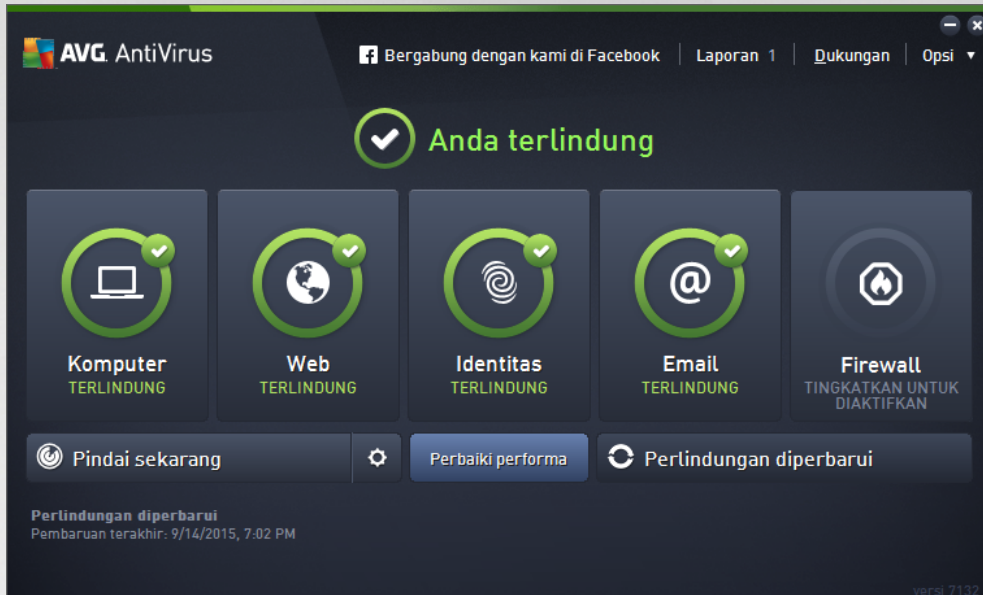 AVG. AntiVirus
Bergabung dengan kami di Facebook
Laporan 1
Dukungan
Opsi
Anda terlindung
Komputer
TERLINDUNG
Web
TERLINDUNG
Identitas
TERLINDUNG
Email
TERLINDUNG
Firewall
TINGKATKAN UNTUK
DIAKTIFKAN
Pindai sekarang
Perbaiki performa
Perlindungan diperbarui
Perlindungan diperbarui
Pembaruan terakhir: 9/14/2015, 7:02 PM
versi 7132